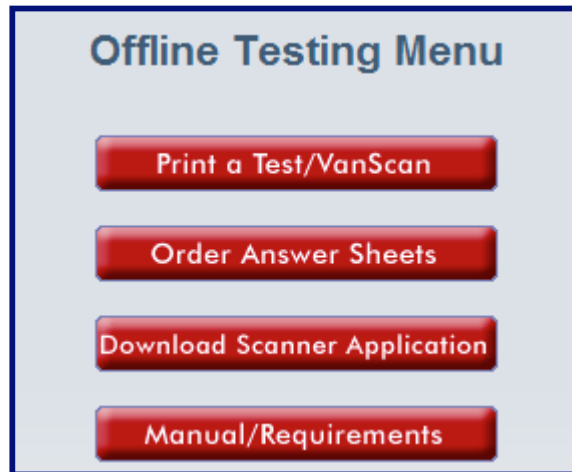 Offline Testing Menu
Print a Test/VanScan
Order Answer Sheets
Download Scanner Application
Manual/Requirements